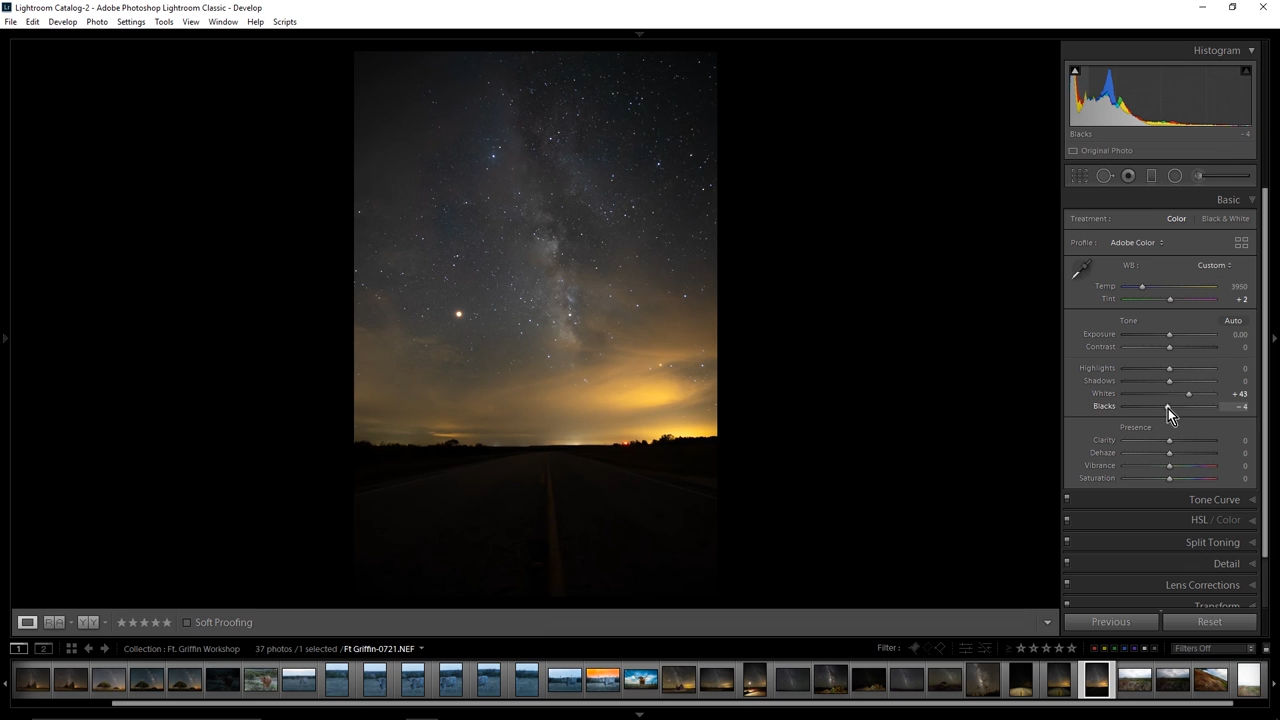 Lightroom Catalog-2 - Adobe Photoshop Lightroom Classic - Develop
File Edit Develop Photo Settings Tools View Window Help Scripts
Histogram
Blacks - 4
Original Photo
Basic
Treatment : Color Black & White
Profile : Adobe Color
WB : Custom
Temp 3950
Tint + 2
Tone Auto
Exposure 0.00
Contrast 0
Highlights 0
Shadows 0
Whites + 43
Blacks - 4
Presence
Clarity 0
Dehaze 0
Vibrance 0
Saturation 0
Tone Curve
HSL / Color
Split Toning
Detail
Lens Corrections
Transform
Soft Proofing
Previous Reset
1 2 Collection : Ft. Griffin Workshop 37 photos /1 selected /Ft Griffin-0721.NEF Filter : Filters Off